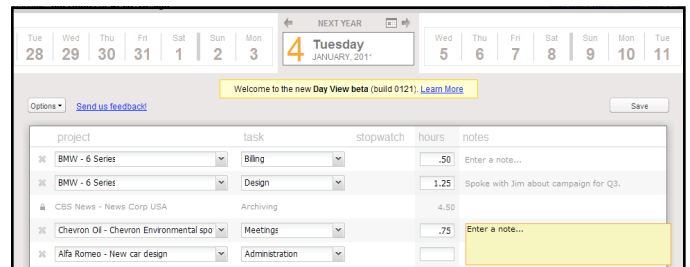 NEXT YEAR
Tue Wed Thu Fri Sat Sun Mon Tuesday Wed Thu Fri Sat Sun Mon Tue
28 29 30 31 1 2 3 4 JANUARY, 2011 5 6 7 8 9 10 11
Welcome to the new Day View beta (build 0121). Learn More
Options Send us feedback! Save
project task stopwatch hours notes
BMW - 6 Series Billing .50 Enter a note...
BMW - 6 Series Design 1.25 Spoke with Jim about campaign for Q3.
CBS News - News Corp USA Archiving 4.50
Chevron Oil - Chevron Environmental spo Meetings .75 Enter a note...
Alfa Romeo - New car design Administration